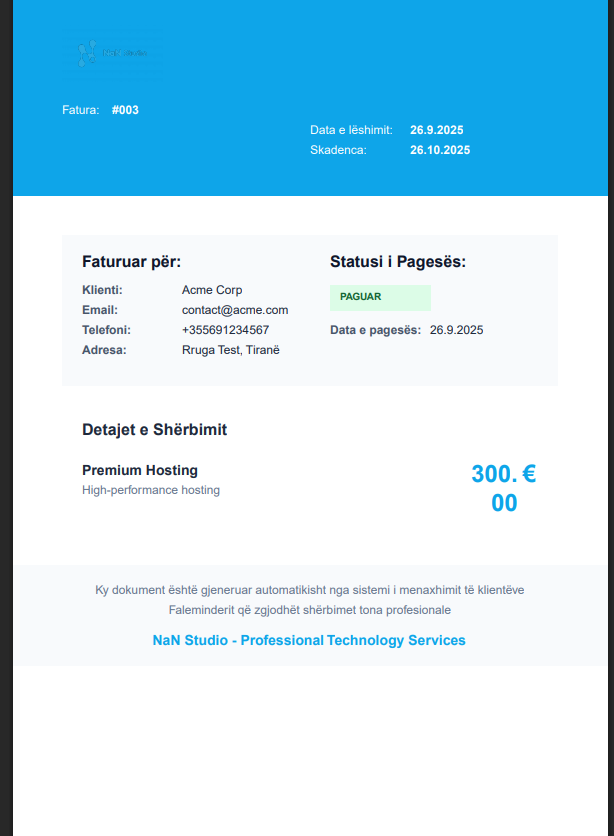 NaN STUDIO
Fatura: #003
Data e lëshimit: 26.9.2025
Skadenca: 26.10.2025
Faturuar për:
Klienti: Acme Corp
Email: contact@acme.com
Telefoni: +355691234567
Adresa: Rruga Test, Tiranë
Statusi i Pagesës:
PAGUAR
Data e pagesës: 26.9.2025
Detajet e Shërbimit
Premium Hosting
High-performance hosting
300. €
00
Ky dokument është gjeneruar automatikisht nga sistemi i menaxhimit të klientëve
Faleminderit që zgjodhët shërbimet tona profesionale
NaN Studio - Professional Technology Services